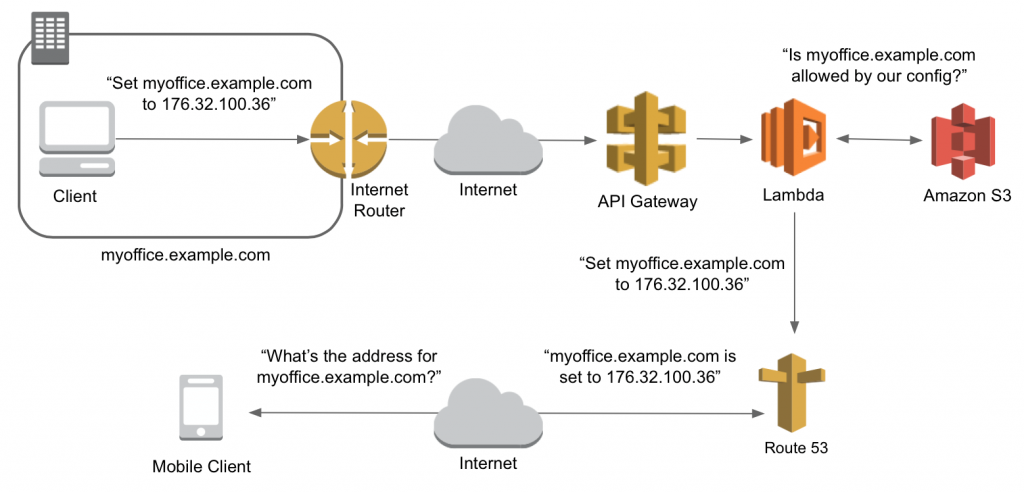 “Is myoffice.example.com
allowed by our config?”
“Set myoffice.example.com
to 176.32.100.36”
Client
Internet
Router
Internet
API Gateway
Lambda
Amazon S3
myoffice.example.com
“Set myoffice.example.com
to 176.32.100.36”
“What’s the address for
myoffice.example.com?”
“myoffice.example.com is
set to 176.32.100.36”
Mobile Client
Internet
Route 53